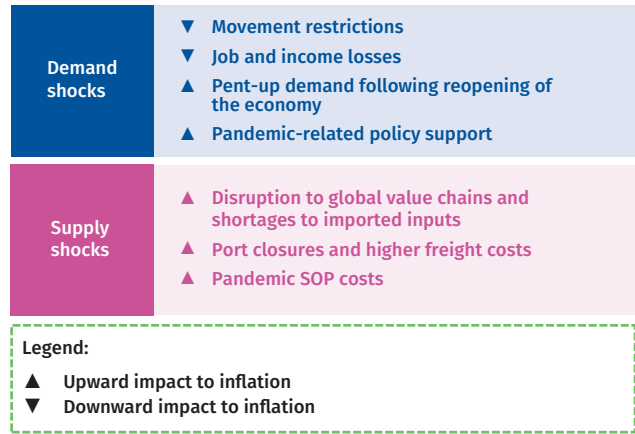 Demand
shocks
▼ Movement restrictions
▼ Job and income losses
▲ Pent-up demand following reopening of
the economy
▲ Pandemic-related policy support
Supply
shocks
▲ Disruption to global value chains and
shortages to imported inputs
▲ Port closures and higher freight costs
▲ Pandemic SOP costs
Legend:
▲ Upward impact to inflation
▼ Downward impact to inflation